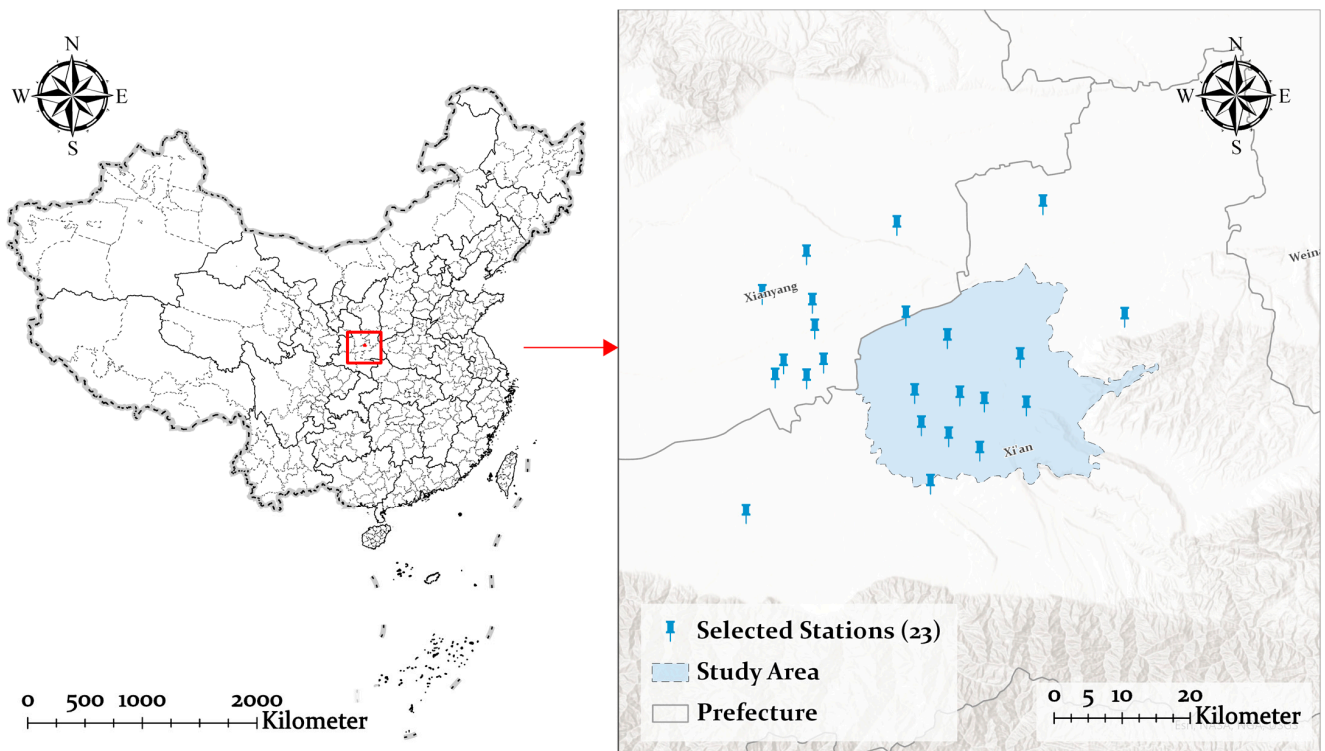 N
W E
S
0 500 1000 2000
Kilometer
N
W E
S
Xianyang
Wein
Xi'an
Selected Stations (23)
Study Area
Prefecture
0 5 10 20
Kilometer